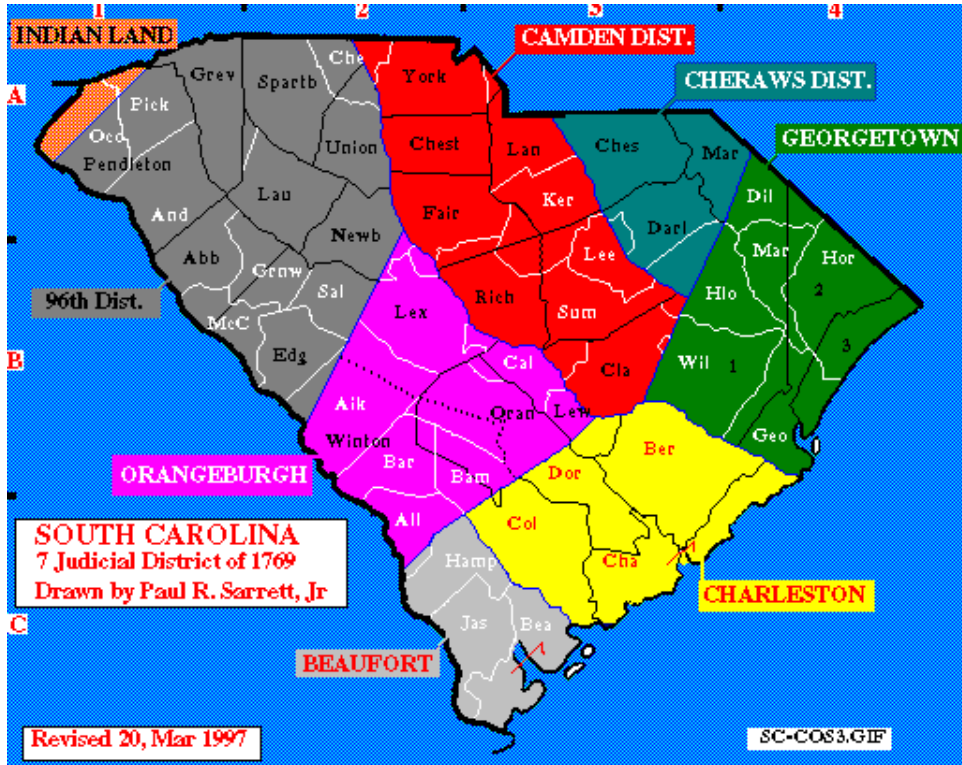 1 2 3 4
INDIAN LAND
CAMDEN DIST.
CHERAWS DIST.
GEORGETOWN
A
Grev
Spartb
Che
York
Pick
Occ
Pendleton
Union
Chest
Lan
Ches
Mar
Dil
Lau
And
Fair
Ker
Newb
Darl
Abb
Grnw
Lee
Mar
Hor
96th Dist.
Sal
Lex
Rich
Sum
Hlo
2
McC
Edg
B
Cal
Cla
Wil
1
3
Aik
Oran
Lew
Winton
Geo
ORANGEBURGH
Bar
Bam
Dor
Ber
All
Col
SOUTH CAROLINA
7 Judicial District of 1769
Drawn by Paul R. Sarrett, Jr
Hamp
Cha
CHARLESTON
C
Jas
Bea
BEAUFORT
Revised 20, Mar 1997
SC-COS3.GIF